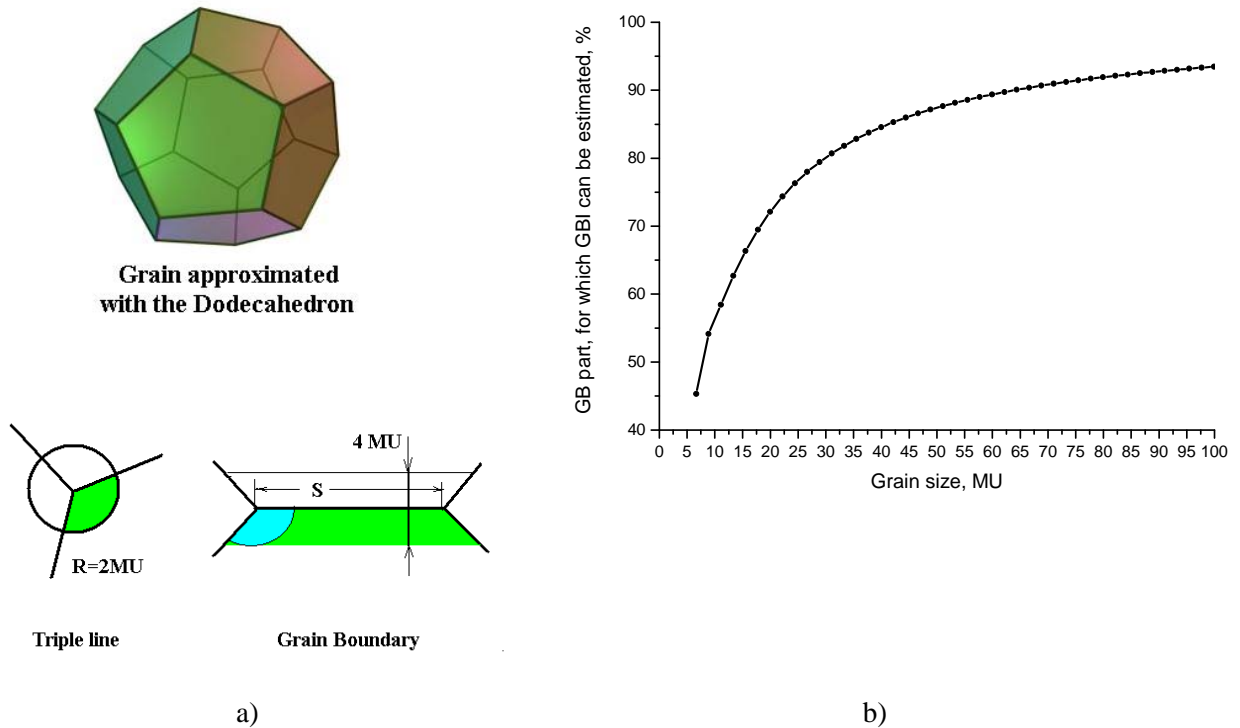 Grain approximated
with the Dodecahedron
4 MU
S
R=2MU
Triple line
Grain Boundary
a)
GB part, for which GBI can be estimated, %
100
90
80
70
60
50
40
0 5 10 15 20 25 30 35 40 45 50 55 60 65 70 75 80 85 90 95 100
Grain size, MU
b)